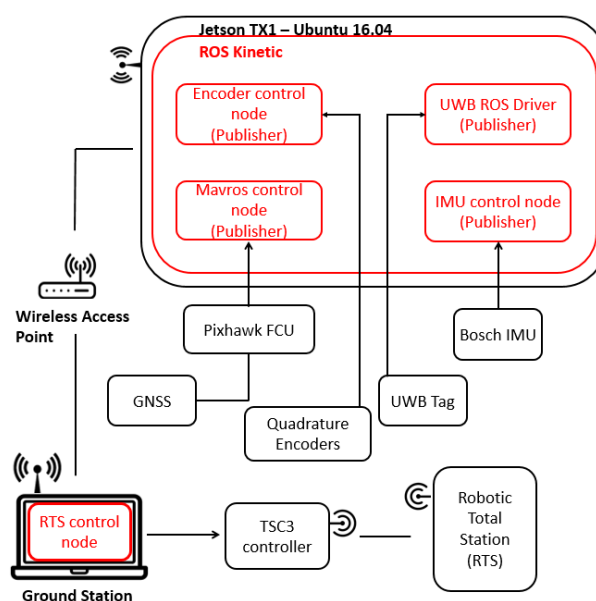 Jetson TX1 – Ubuntu 16.04
ROS Kinetic
Encoder control
node
(Publisher)
UWB ROS Driver
(Publisher)
Mavros control
node
(Publisher)
IMU control node
(Publisher)
Wireless Access
Point
Pixhawk FCU
Bosch IMU
GNSS
Quadrature
Encoders
UWB Tag
RTS control
node
TSC3
controller
Robotic
Total
Station
(RTS)
Ground Station